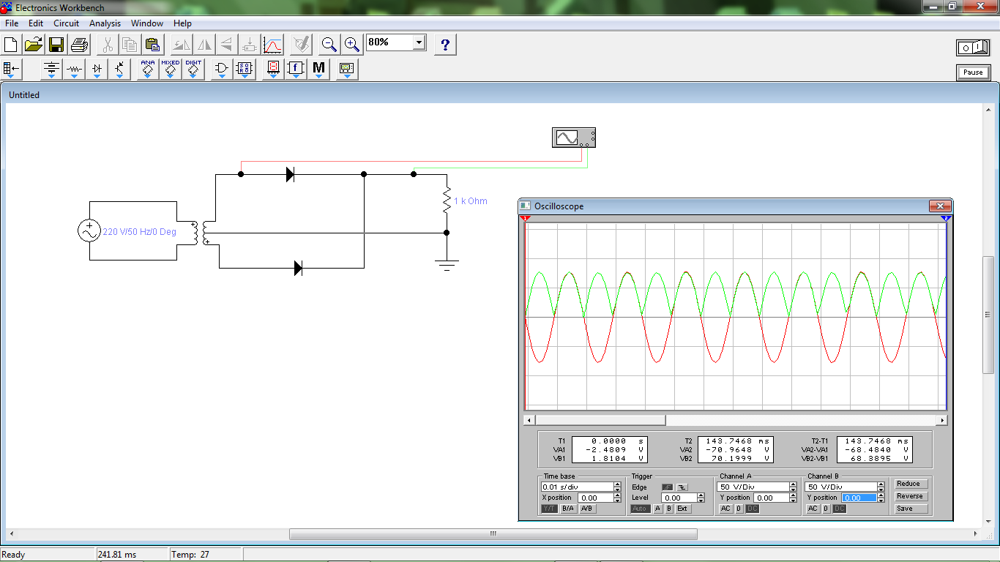 Electronics Workbench
File Edit Circuit Analysis Window Help
80%
?
ANA MIXED DIGIT
f M
Pause
Untitled
220 V/50 Hz/0 Deg
1 k Ohm
Oscilloscope
1 2
T1 0.0000 s
VA1 -2.4809 V
VB1 1.8104 V
T2 143.7468 ms
VA2 -70.9648 V
VB2 70.1999 V
T2-T1 143.7468 ms
VA2-VA1 -68.4840 V
VB2-VB1 68.3895 V
Time base
0.01 s/div
X position 0.00
Y/T B/A A/B
Trigger
Edge
Level 0.00
Auto A B Ext
Channel A
50 V/Div
Y position 0.00
AC 0 DC
Channel B
50 V/Div
Y position 0.00
AC 0 DC
Reduce
Reverse
Save
Ready 241.81 ms Temp: 27